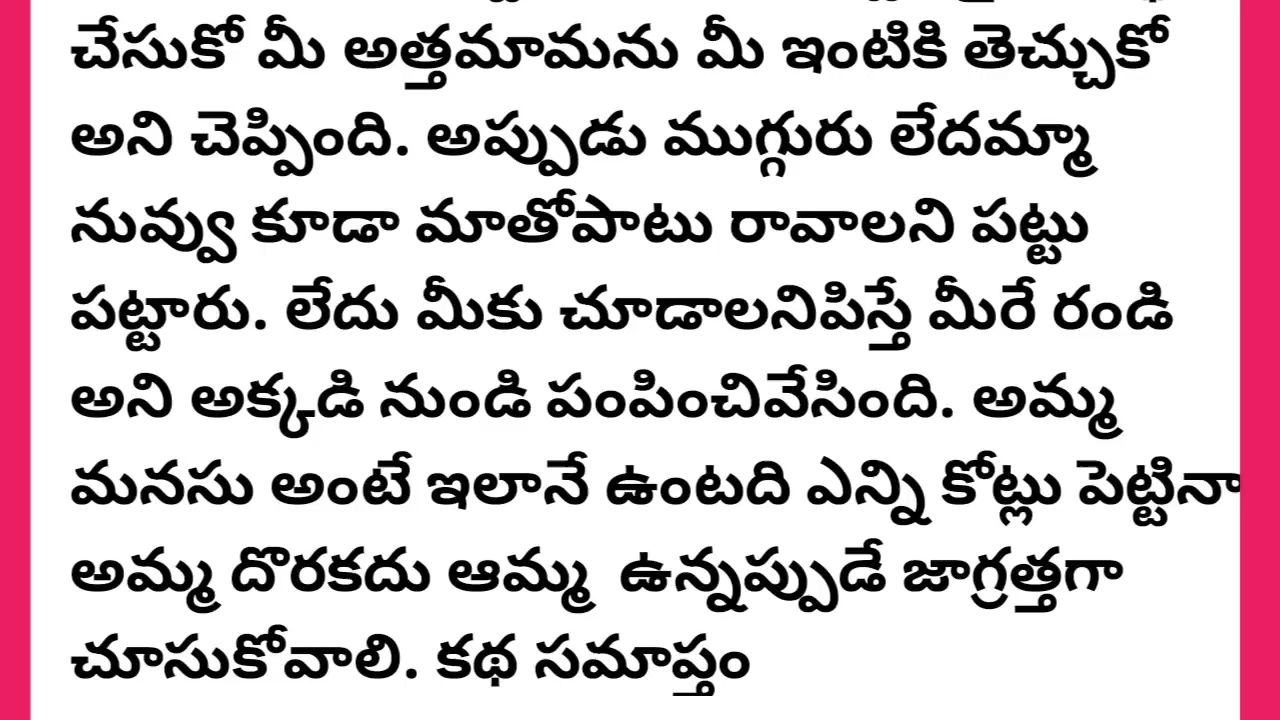 చేసుకో మీ అత్తమామను మీ ఇంటికి తెచ్చుకో
అని చెప్పింది. అప్పుడు ముగ్గురు లేదమ్మా
నువ్వు కూడా మాతోపాటు రావాలని పట్టు
పట్టారు. లేదు మీకు చూడాలనిపిస్తే మీరే రండి
అని అక్కడి నుండి పంపించివేసింది. అమ్మ
మనసు అంటే ఇలానే ఉంటది ఎన్ని కోట్లు పెట్టినా
అమ్మ దొరకదు ఆమ్మ  ఉన్నప్పుడే జాగ్రత్తగా
చూసుకోవాలి. కథ సమాప్తం